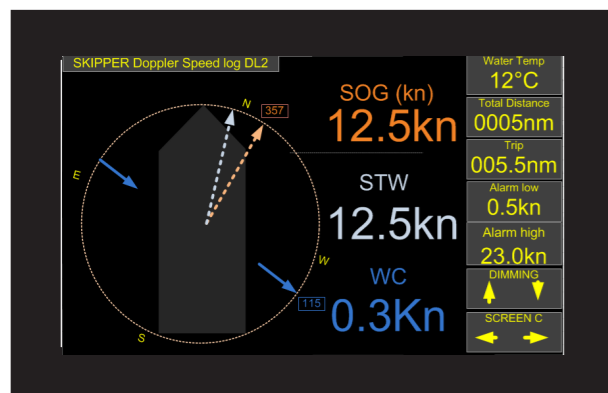 SKIPPER Doppler Speed log DL2
N
357
E
W
115
S
SOG (kn)
12.5kn
STW
12.5kn
WC
0.3Kn
Water Temp
12°C
Total Distance
0005nm
Trip
005.5nm
Alarm low
0.5kn
Alarm high
23.0kn
DIMMING
SCREEN C